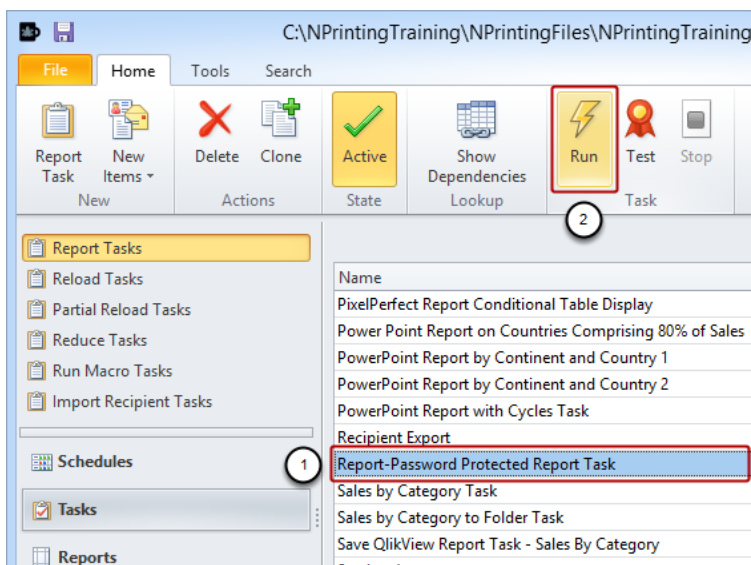 C:\NPrintingTraining\NPrintingFiles\NPrintingTraining
File Home Tools Search
Report Task
New Items
Delete
Clone
Active
Show Dependencies
Run
Test
Stop
New
Actions
State
Lookup
Task
2
Report Tasks
Reload Tasks
Partial Reload Tasks
Reduce Tasks
Run Macro Tasks
Import Recipient Tasks
Schedules
Tasks
Reports
Name
PixelPerfect Report Conditional Table Display
Power Point Report on Countries Comprising 80% of Sales
PowerPoint Report by Continent and Country 1
PowerPoint Report by Continent and Country 2
PowerPoint Report with Cycles Task
Recipient Export
1
Report-Password Protected Report Task
Sales by Category Task
Sales by Category to Folder Task
Save QlikView Report Task - Sales By Category